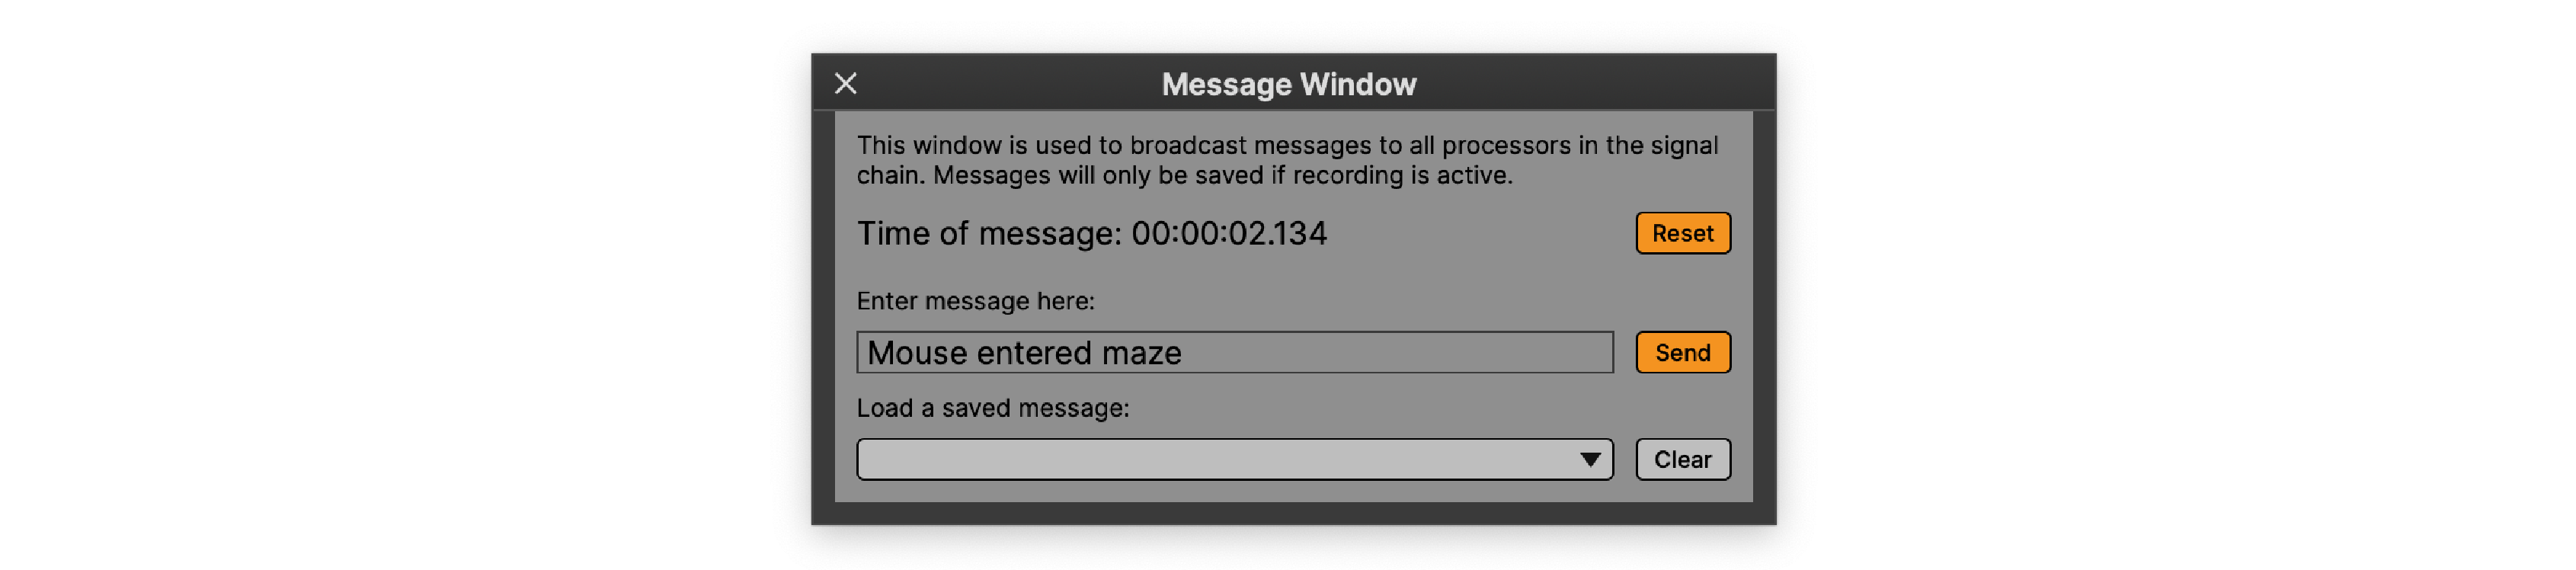 Message Window
This window is used to broadcast messages to all processors in the signal
chain. Messages will only be saved if recording is active.
Time of message: 00:00:02.134
Reset
Enter message here:
Mouse entered maze
Send
Load a saved message:
Clear